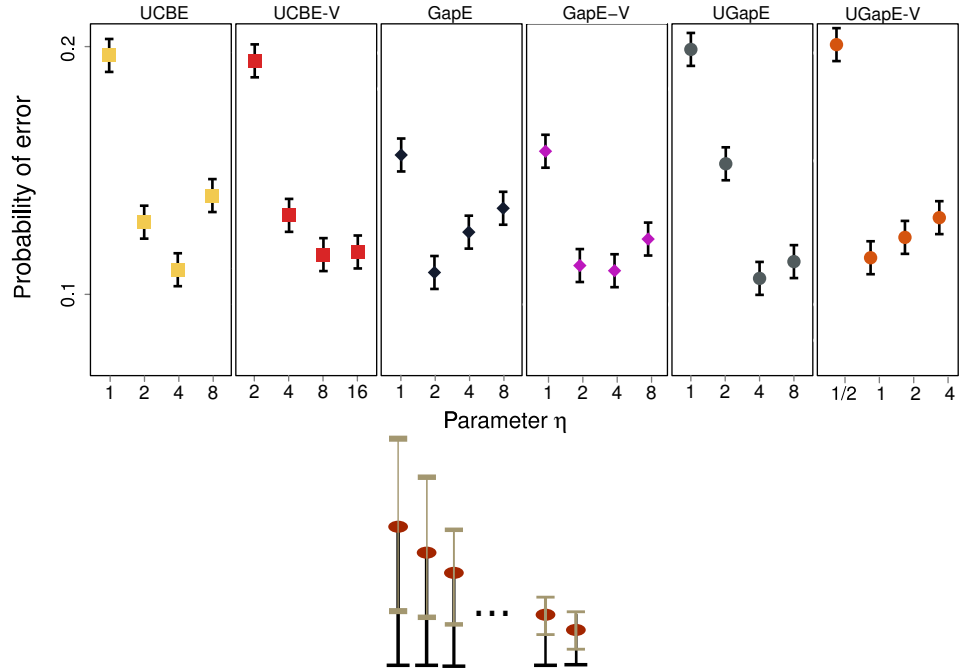 UCBE UCBE-V GapE GapE−V UGapE UGapE-V
Probability of error
0.2
0.1
1 2 4 8 2 4 8 16 1 2 4 8 1 2 4 8 1 2 4 8 1/2 1 2 4
Parameter η
...